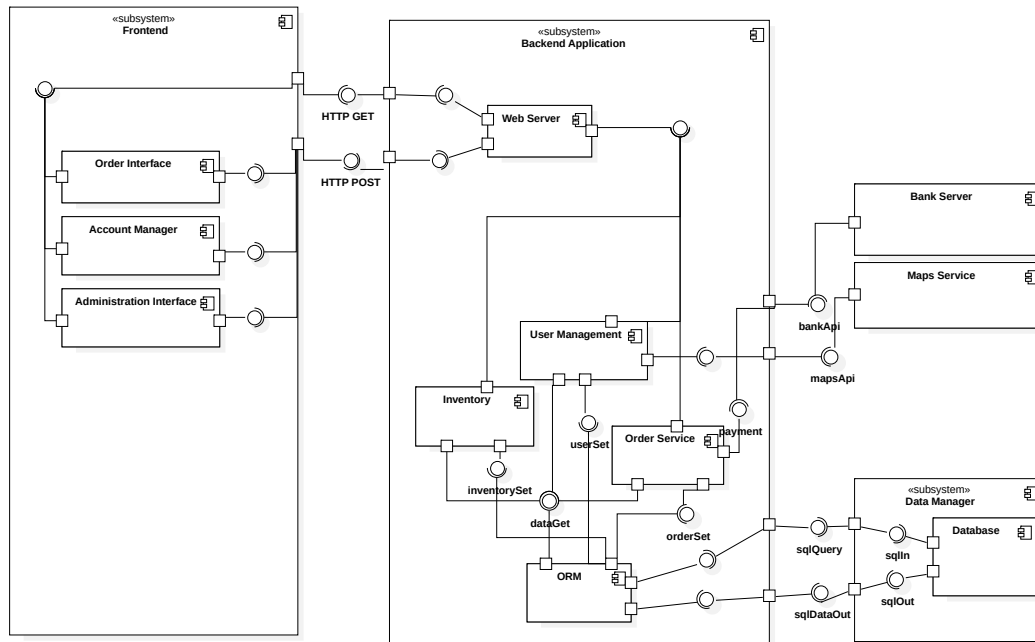 «subsystem»
Frontend
«subsystem»
Backend Application
HTTP GET
Web Server
Order Interface
HTTP POST
Bank Server
Account Manager
Maps Service
Administration Interface
bankApi
User Management
mapsApi
Inventory
payment
userSet
Order Service
inventorySet
«subsystem»
Data Manager
dataGet
orderSet
sqlQuery
sqlIn
Database
ORM
sqlDataOut
sqlOut